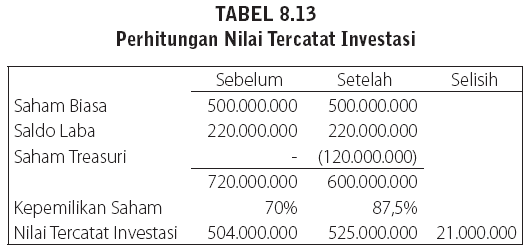 TABEL 8.13
Perhitungan Nilai Tercatat Investasi
Sebelum Setelah Selisih
Saham Biasa 500.000.000 500.000.000
Saldo Laba 220.000.000 220.000.000
Saham Treasuri - (120.000.000)
720.000.000 600.000.000
Kepemilikan Saham 70% 87,5%
Nilai Tercatat Investasi 504.000.000 525.000.000 21.000.000